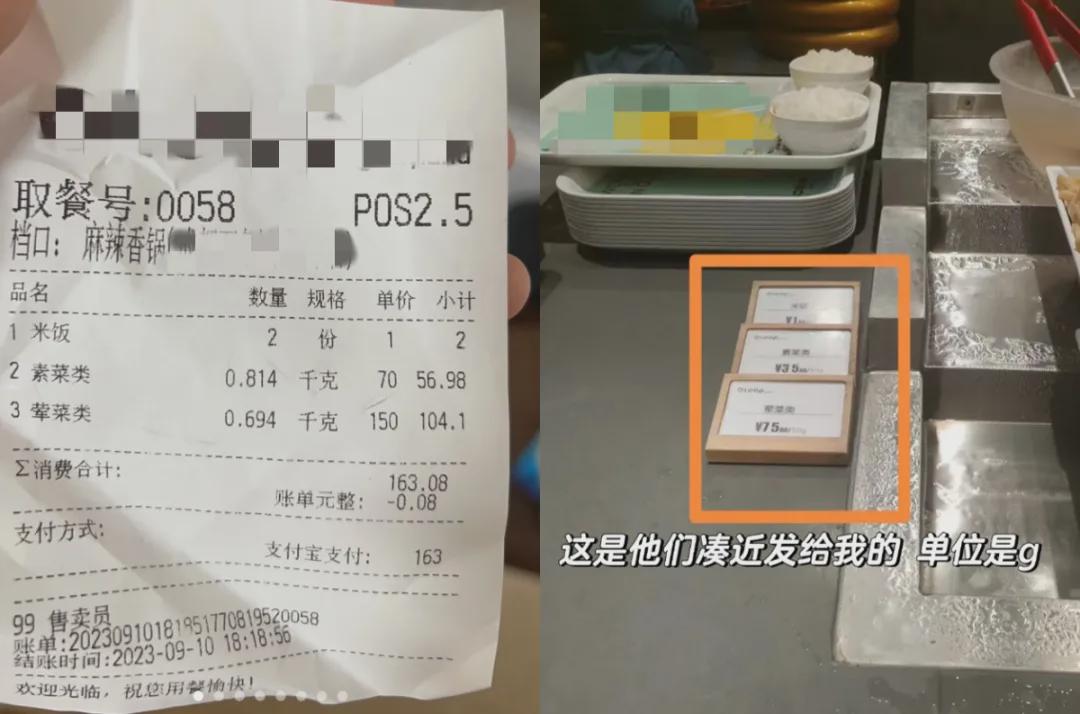 取餐号:0058 POS2.5
档口: 麻辣香锅
品名 数量 规格 单价 小计
1 米饭 2 份 1 2
2 素菜类 0.814 千克 70 56.98
3 荤菜类 0.694 千克 150 104.1
Σ消费合计: 163.08
账单元整: -0.08
支付方式:
支付宝支付: 163
99 售卖员
账单:20230910181851770819520058
结账时间:2023-09-10 18:18:56
欢迎光临，祝您用餐愉快!
¥1
素菜类
¥35
荤菜类
¥75
这是他们凑近发给我的 单位是g